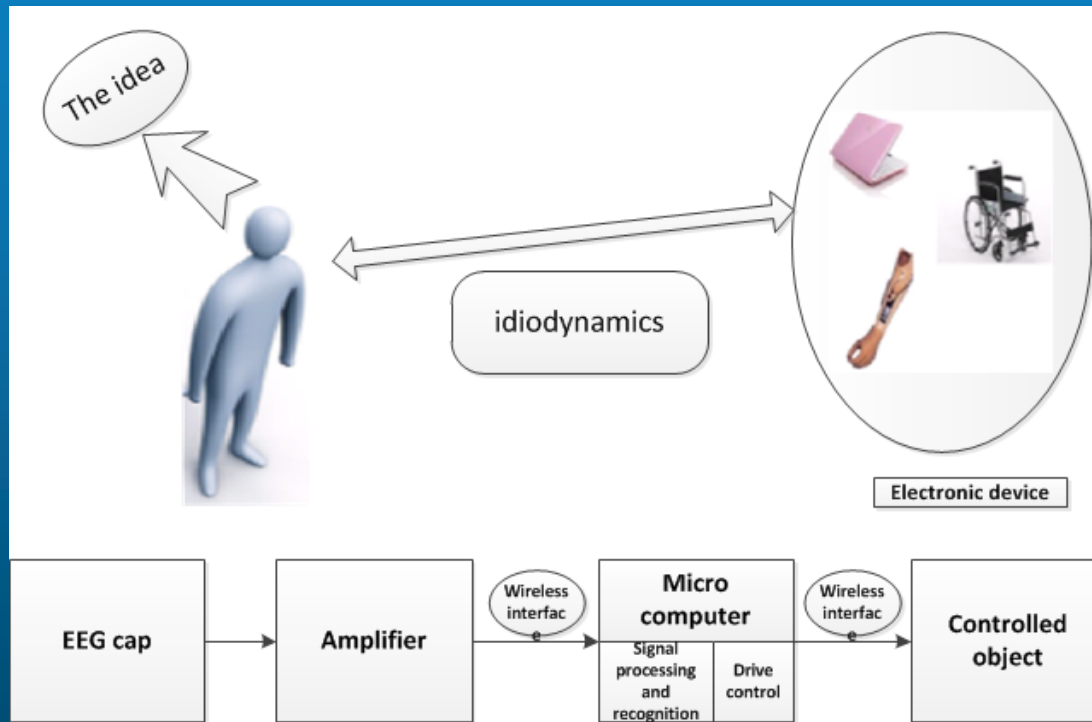 The idea
idiodynamics
Electronic device
EEG cap
Amplifier
Wireless
interfac
e
Micro
computer
Signal
processing
and
recognition
Drive
control
Wireless
interfac
e
Controlled
object